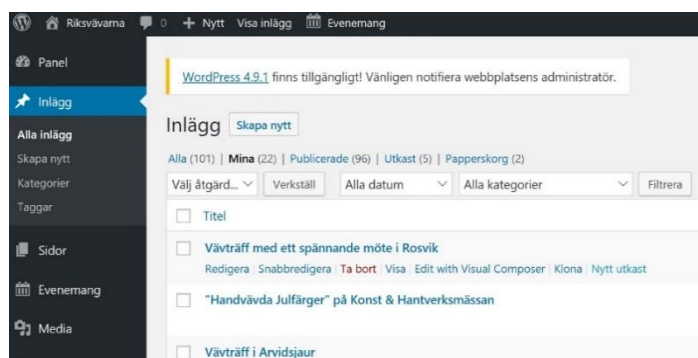 Riksvävarna 0 + Nytt Visa inlägg Evenemang
Panel
Inlägg
Alla inlägg
Skapa nytt
Kategorier
Taggar
Sidor
Evenemang
Media
WordPress 4.9.1 finns tillgängligt! Vänligen notifiera webbplatsens administratör.
Inlägg Skapa nytt
Alla (101) | Mina (22) | Publicerade (96) | Utkast (5) | Papperskorg (2)
Välj åtgärd... Verkställ Alla datum Alla kategorier Filtrera
Titel
Vävträff med ett spännande möte i Rosvik
Redigera | Snabbredigera | Ta bort | Visa | Edit with Visual Composer | Klona | Nytt utkast
"Handvävda Julfärger" på Konst & Hantverksmässan
Vävträff i Arvidsjaur